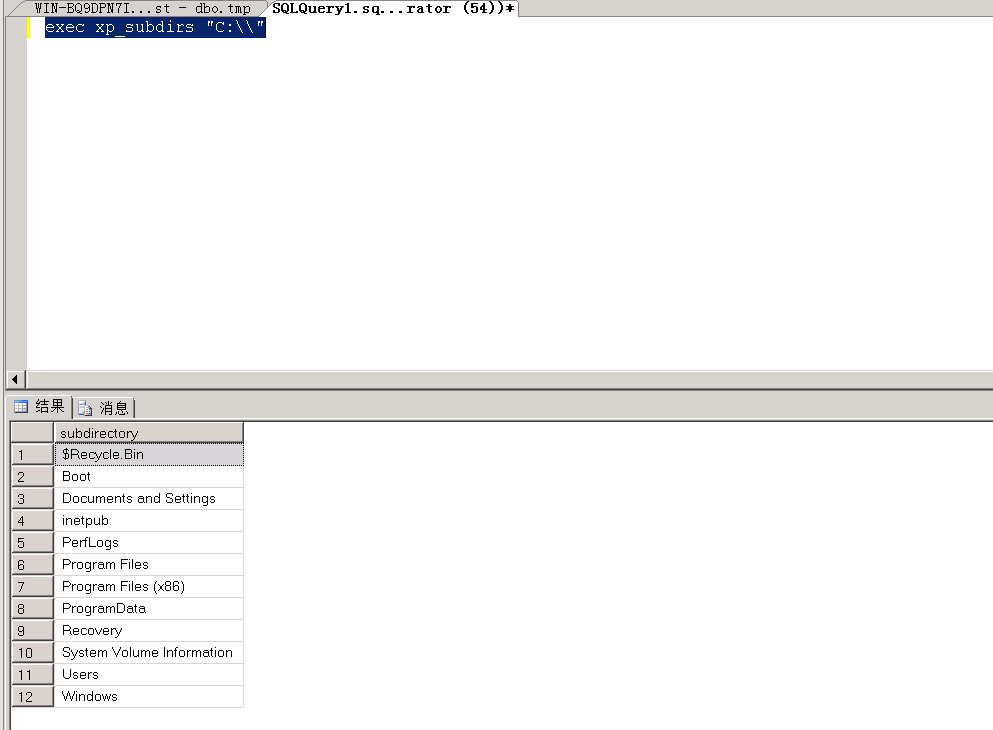 WIN-BQ9DPN7I...st - dbo.tmp SQLQuery1.sq...rator (54))*
exec xp_subdirs "C:\\"
结果 消息
subdirectory
1 $Recycle.Bin
2 Boot
3 Documents and Settings
4 inetpub
5 PerfLogs
6 Program Files
7 Program Files (x86)
8 ProgramData
9 Recovery
10 System Volume Information
11 Users
12 Windows